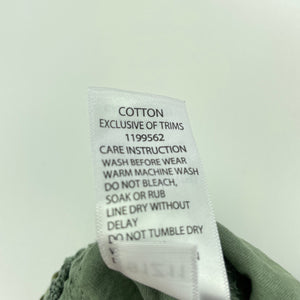 COTTON
EXCLUSIVE OF TRIMS
1199562
CARE INSTRUCTION
WASH BEFORE WEAR
WARM MACHINE WASH
DO NOT BLEACH,
SOAK OR RUB
LINE DRY WITHOUT
DELAY
DO NOT TUMBLE DRY